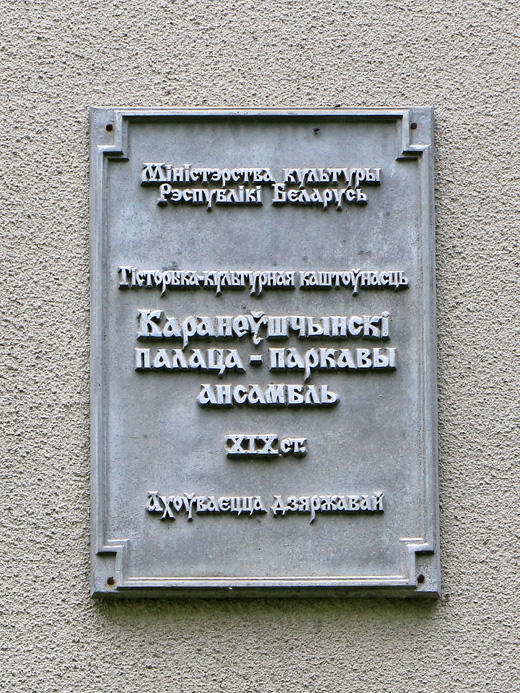 Міністэрства культуры
Рэспублікі Беларусь
Гісторыка-культурная каштоўнасць
Каранеўшчынскі
палаца - паркавы
ансамбль
XIX ст.
Ахоўваецца дзяржавай